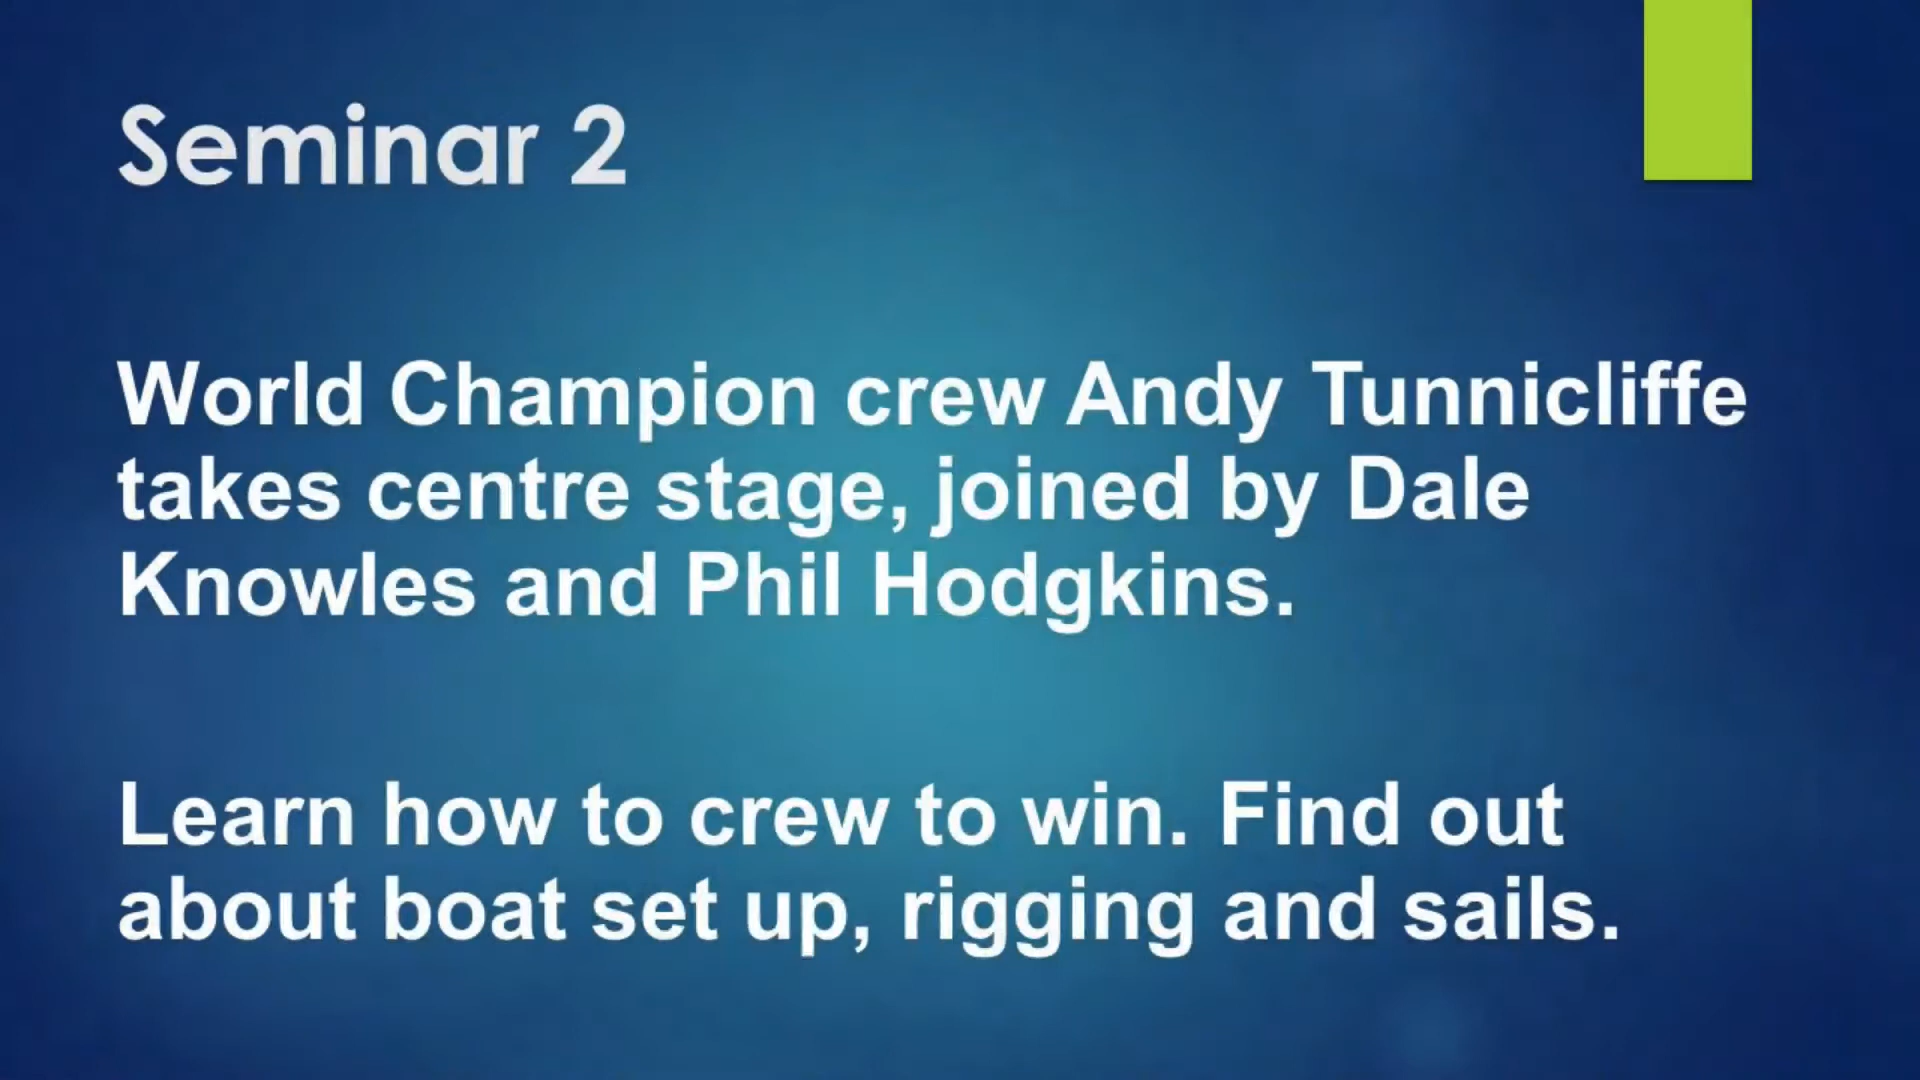 Seminar 2
World Champion crew Andy Tunnicliffe
takes centre stage, joined by Dale
Knowles and Phil Hodgkins.
Learn how to crew to win. Find out
about boat set up, rigging and sails.